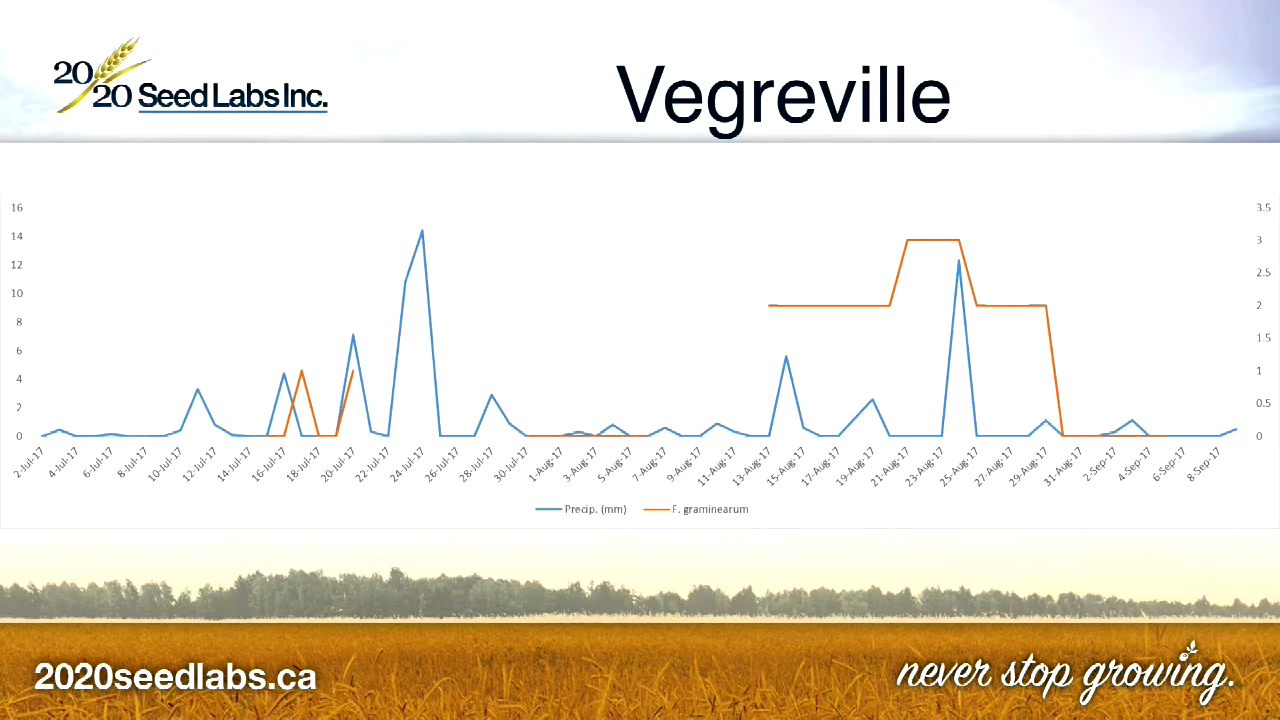 20
20 Seed Labs Inc.
Vegreville
16
14
12
10
8
6
4
2
0
3.5
3
2.5
2
1.5
1
0.5
0
2-Jul-17
4-Jul-17
6-Jul-17
8-Jul-17
10-Jul-17
12-Jul-17
14-Jul-17
16-Jul-17
18-Jul-17
20-Jul-17
22-Jul-17
24-Jul-17
26-Jul-17
28-Jul-17
30-Jul-17
1-Aug-17
3-Aug-17
5-Aug-17
7-Aug-17
9-Aug-17
11-Aug-17
13-Aug-17
15-Aug-17
17-Aug-17
19-Aug-17
21-Aug-17
23-Aug-17
25-Aug-17
27-Aug-17
29-Aug-17
31-Aug-17
2-Sep-17
4-Sep-17
6-Sep-17
8-Sep-17
Precip. (mm)
F. graminearum
2020seedlabs.ca
never stop growing.